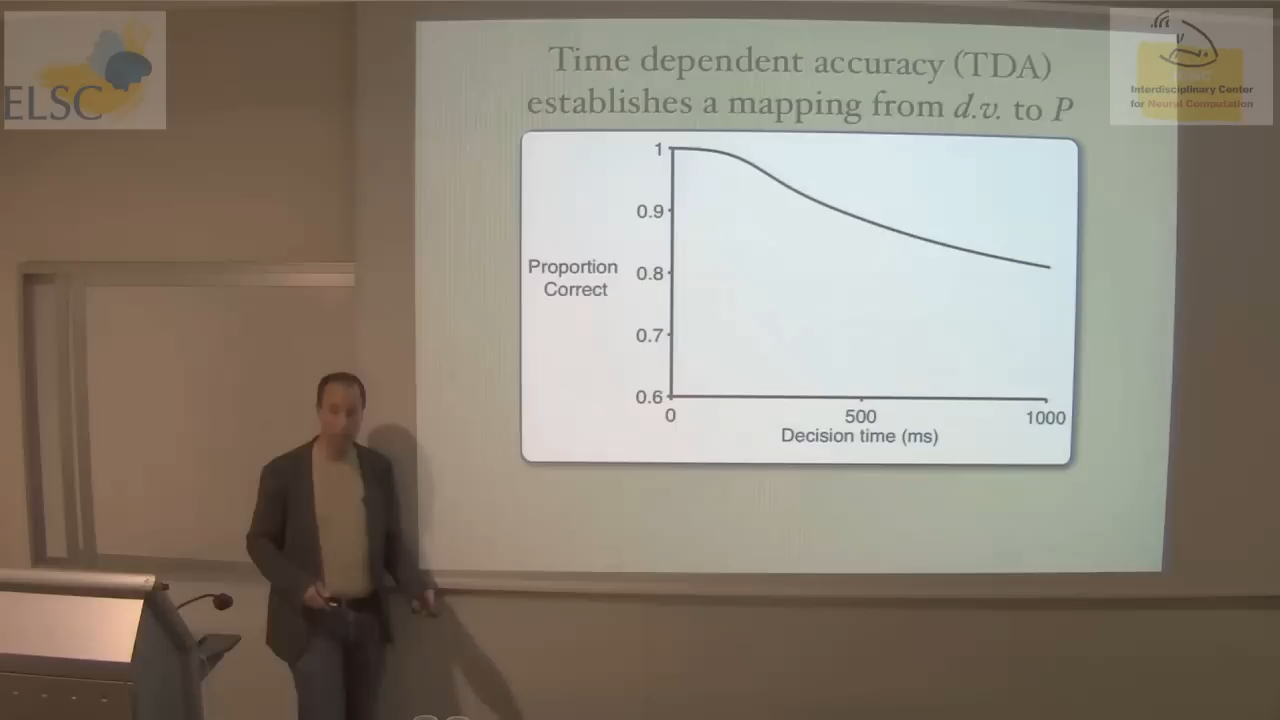 ELSC
Interdisciplinary Center
for Neural Computation
Time dependent accuracy (TDA)
establishes a mapping from d.v. to P
1
0.9
Proportion
Correct
0.8
0.7
0.6
0
500
1000
Decision time (ms)